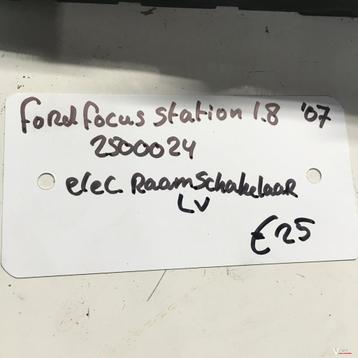 Ford focus station 1.8 '07
2500024
elec. RaamSchakelaaR
LV
€25